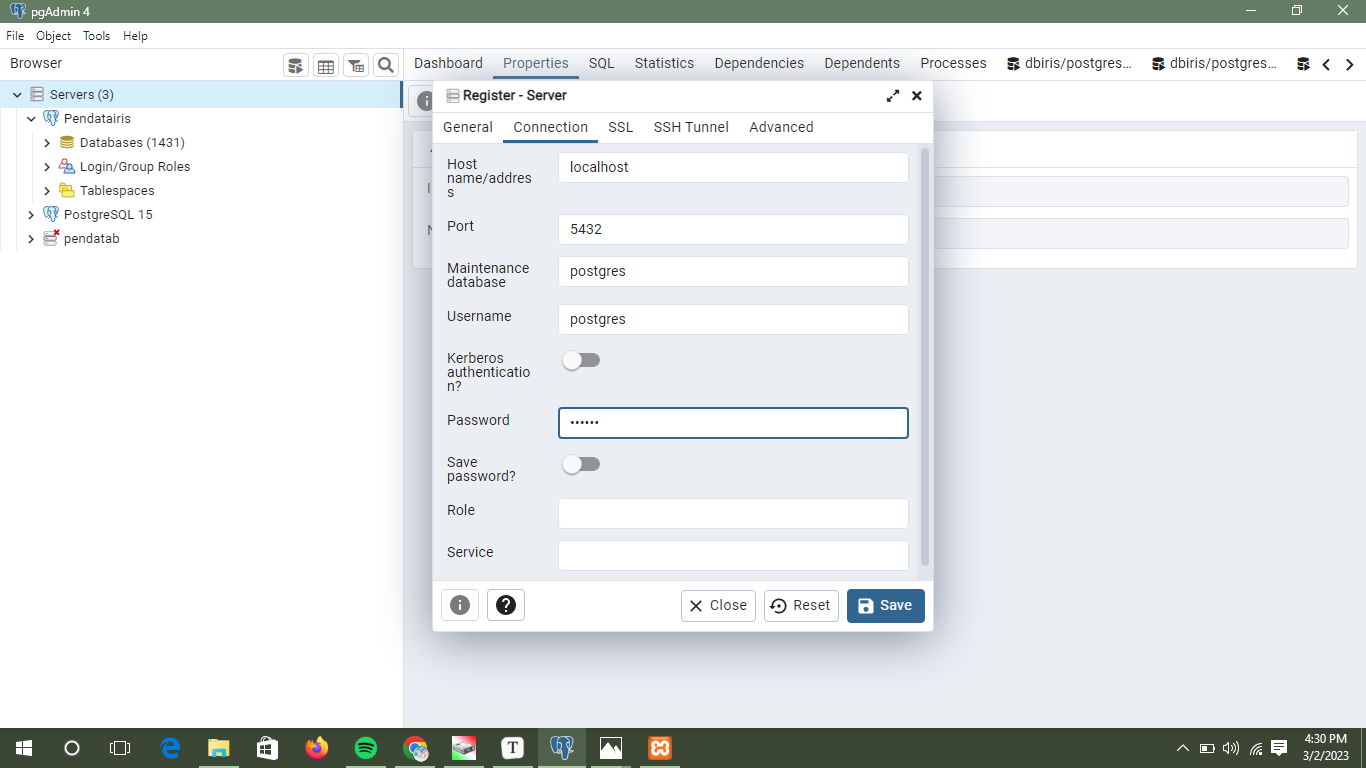 pgAdmin 4
File Object Tools Help
Browser
Dashboard Properties SQL Statistics Dependencies Dependents Processes dbiris/postgres... dbiris/postgres...
Servers (3)
Pendatairis
Databases (1431)
Login/Group Roles
Tablespaces
PostgreSQL 15
pendatab
Register - Server
General Connection SSL SSH Tunnel Advanced
Host
name/addres
s
localhost
Port
5432
Maintenance
database
postgres
Username
postgres
Kerberos
authenticatio
n?
Password
••••••
Save
password?
Role
Service
Close Reset Save
4:30 PM
3/2/2023